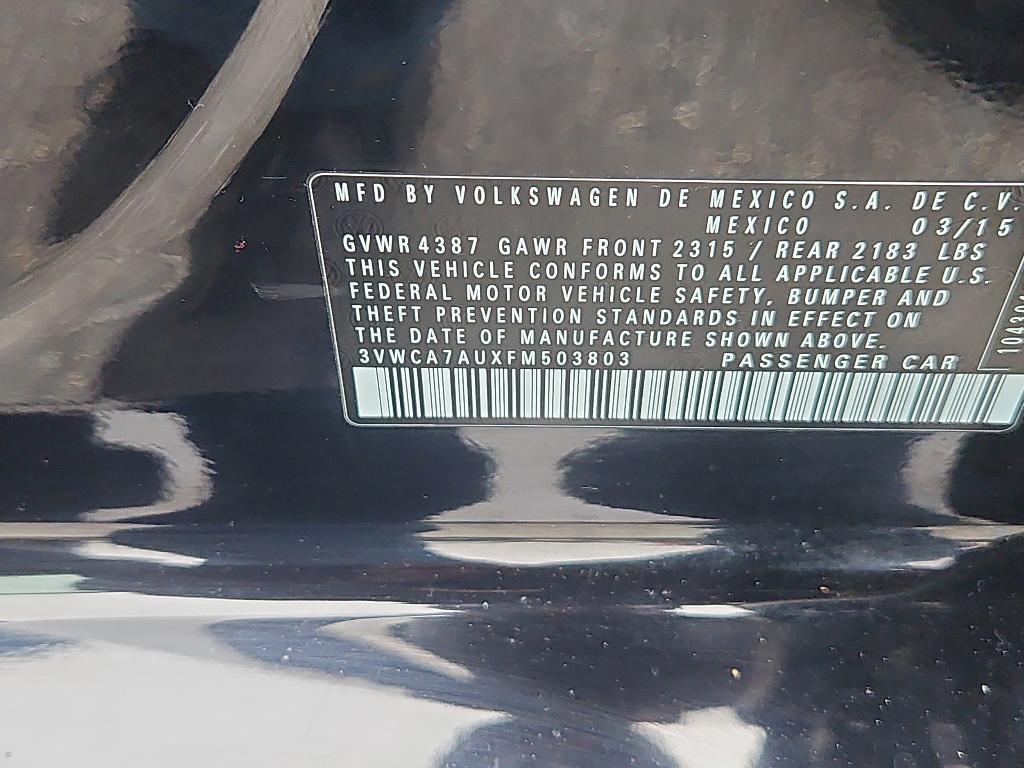 MFD BY VOLKSWAGEN DE MEXICO S.A. DE C.V.
MEXICO 03/15
GVWR 4387 GAWR FRONT 2315 / REAR 2183 LBS
THIS VEHICLE CONFORMS TO ALL APPLICABLE U.S.
FEDERAL MOTOR VEHICLE SAFETY, BUMPER AND
THEFT PREVENTION STANDARDS IN EFFECT ON
THE DATE OF MANUFACTURE SHOWN ABOVE.
3VWCA7AUXFM503803 PASSENGER CAR